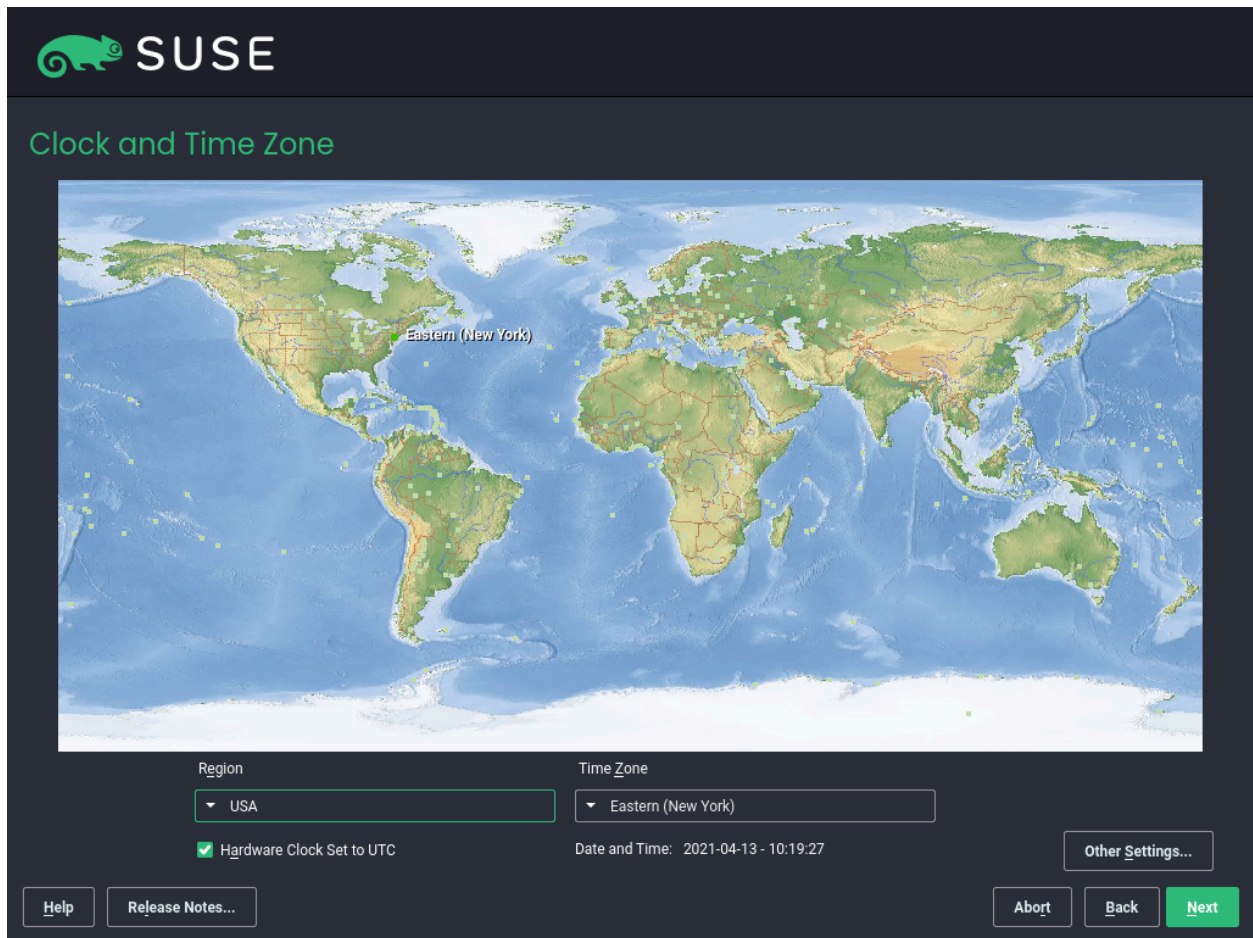 SUSE
Clock and Time Zone
Eastern (New York)
Region
Time Zone
USA
Eastern (New York)
Hardware Clock Set to UTC
Date and Time: 2021-04-13 - 10:19:27
Other Settings...
Help
Release Notes...
Abort
Back
Next